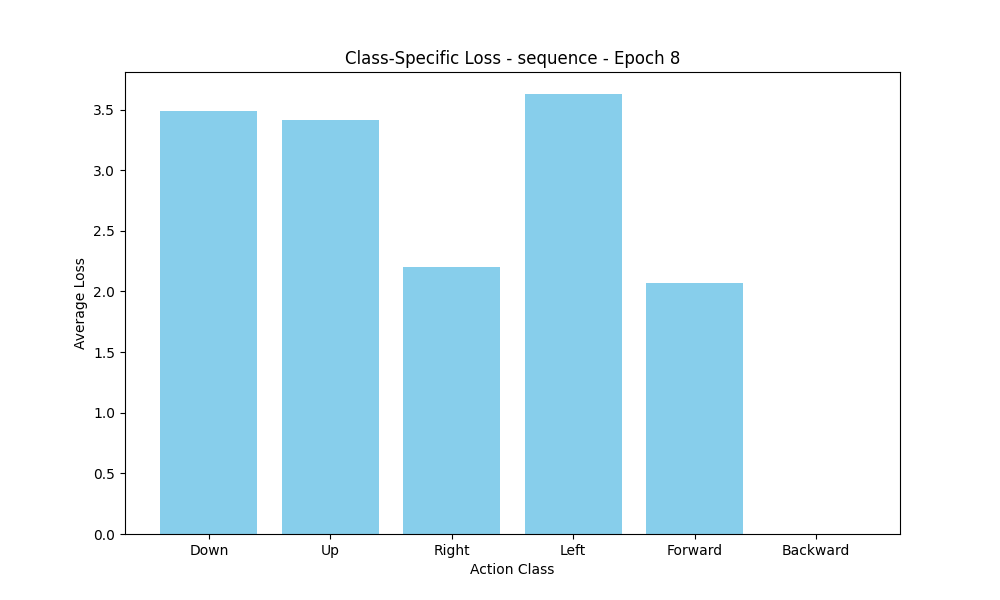 Class-Specific Loss - sequence - Epoch 8
Average Loss
3.5
3.0
2.5
2.0
1.5
1.0
0.5
0.0
Down Up Right Left Forward Backward
Action Class